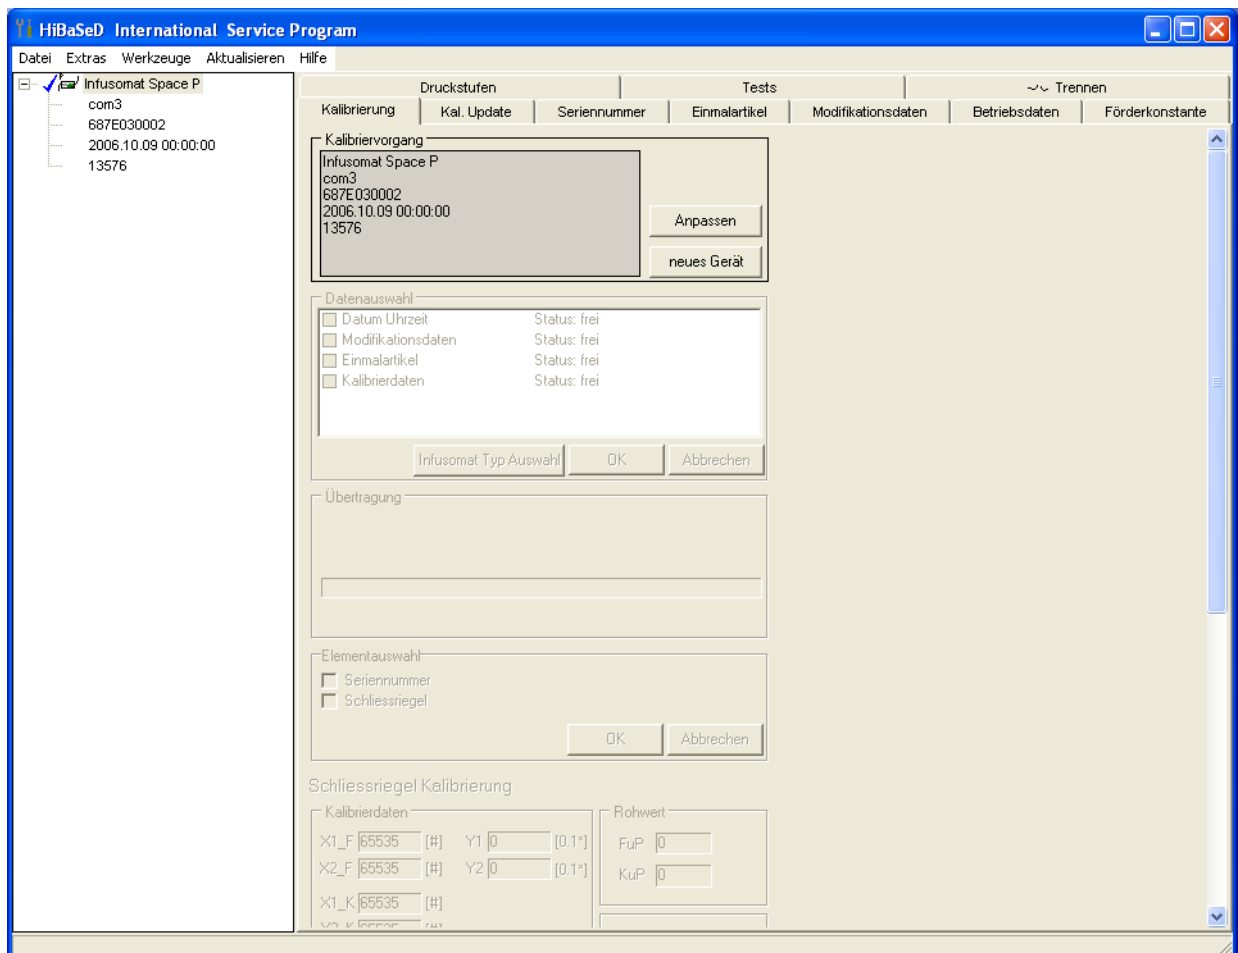 HiBaSeD International Service Program
Datei Extras Werkzeuge Aktualisieren Hilfe
Infusomat Space P
com3
687E030002
2006.10.09 00:00:00
13576
Druckstufen Tests Trennen
Kalibrierung Kal. Update Seriennummer Einmalartikel Modifikationsdaten Betriebsdaten Förderkonstante
Kalibriervorgang
Infusomat Space P
com3
687E030002
2006.10.09 00:00:00
13576
Anpassen
neues Gerät
Datenauswahl
Datum Uhrzeit Status: frei
Modifikationsdaten Status: frei
Einmalartikel Status: frei
Kalibrierdaten Status: frei
Infusomat Typ Auswahl OK Abbrechen
Übertragung
Elementauswahl
Seriennummer
Schliessriegel
OK Abbrechen
Schliessriegel Kalibrierung
Kalibrierdaten
X1_F 65535 [#] Y1 0 [0.1*]
X2_F 65535 [#] Y2 0 [0.1*]
X1_K 65535 [#]
X2_K 65535 [#]
Rohwert
FuP 0
KuP 0